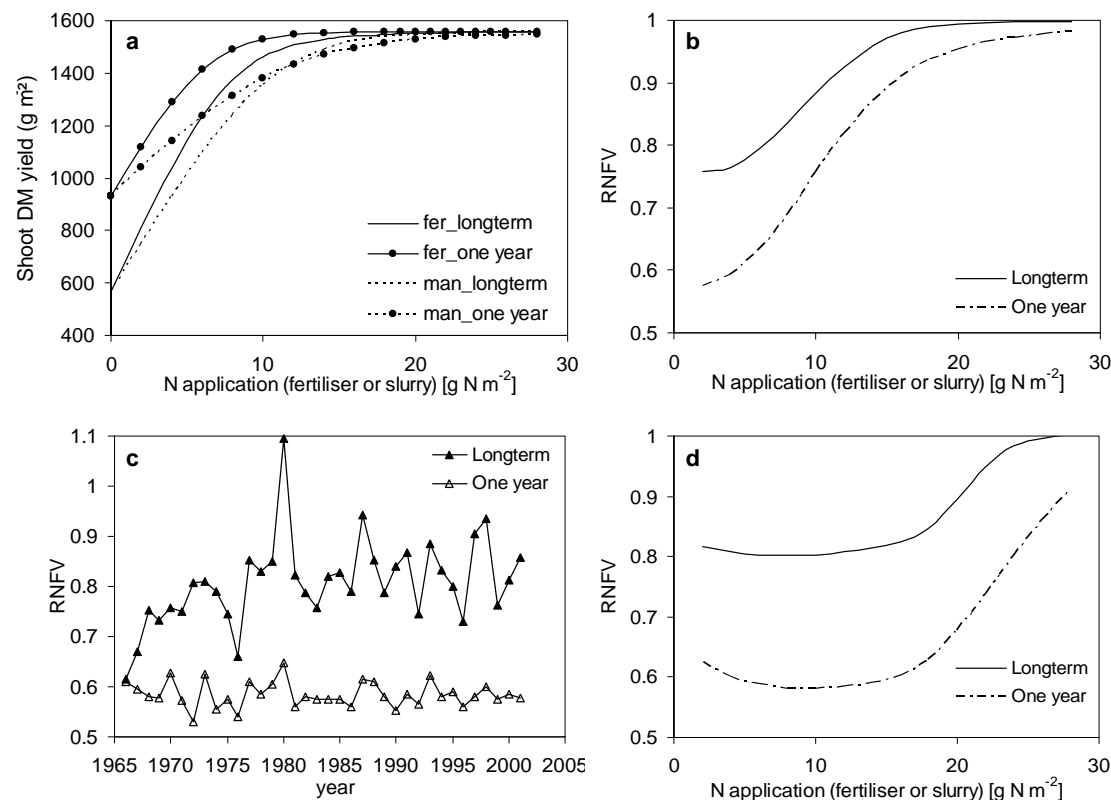 a
1600
1400
1200
1000
800
600
400
Shoot DM yield (g m²)
fer_longterm
fer_one year
man_longterm
man_one year
0 10 20 30
N application (fertiliser or slurry) [g N m-2]
b
1
0.9
0.8
0.7
0.6
0.5
RNFV
Longterm
One year
0 10 20 30
N application (fertiliser or slurry) [g N m-2]
c
1.1
1
0.9
0.8
0.7
0.6
0.5
RNFV
Longterm
One year
1965 1970 1975 1980 1985 1990 1995 2000 2005
year
d
1
0.9
0.8
0.7
0.6
0.5
RNFV
Longterm
One year
0 10 20 30
N application (fertiliser or slurry) [g N m-2]